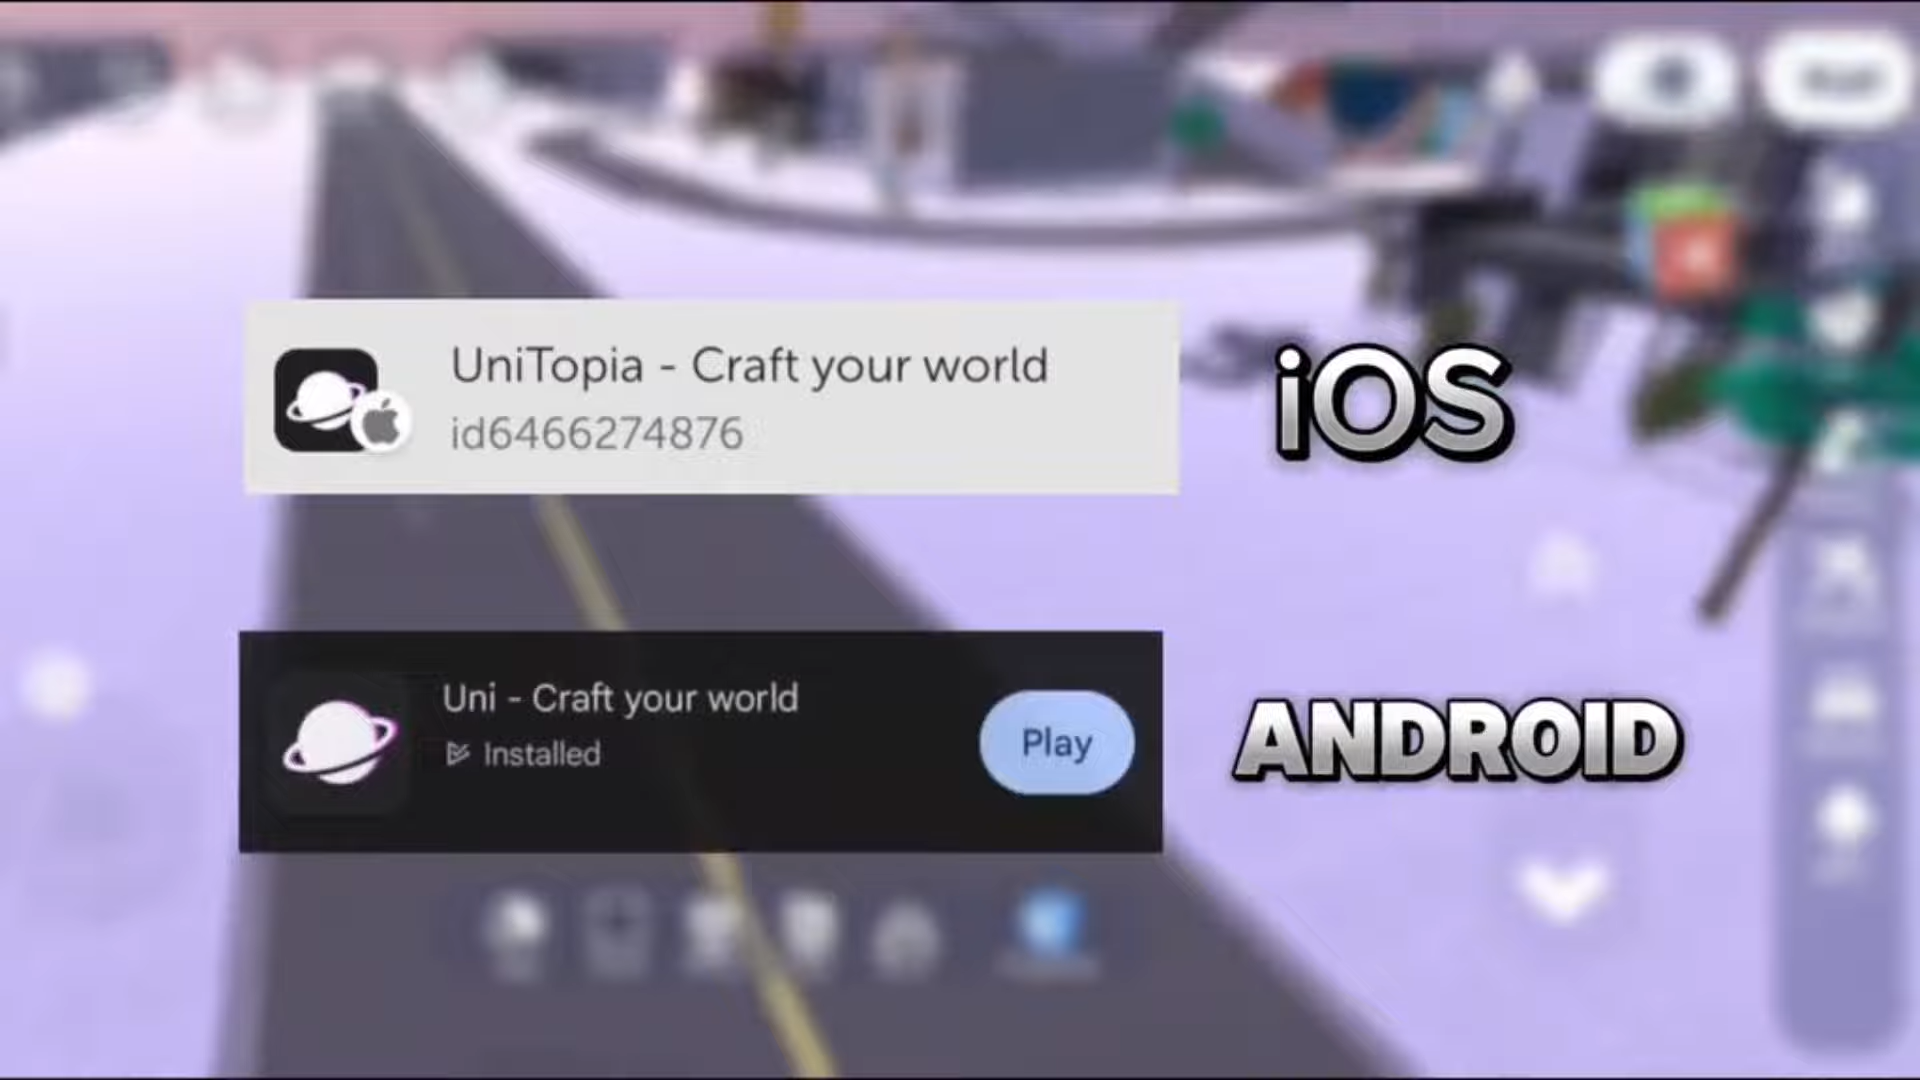 UniTopia - Craft your world
id6466274876
iOS
Uni - Craft your world
Installed
Play
ANDROID